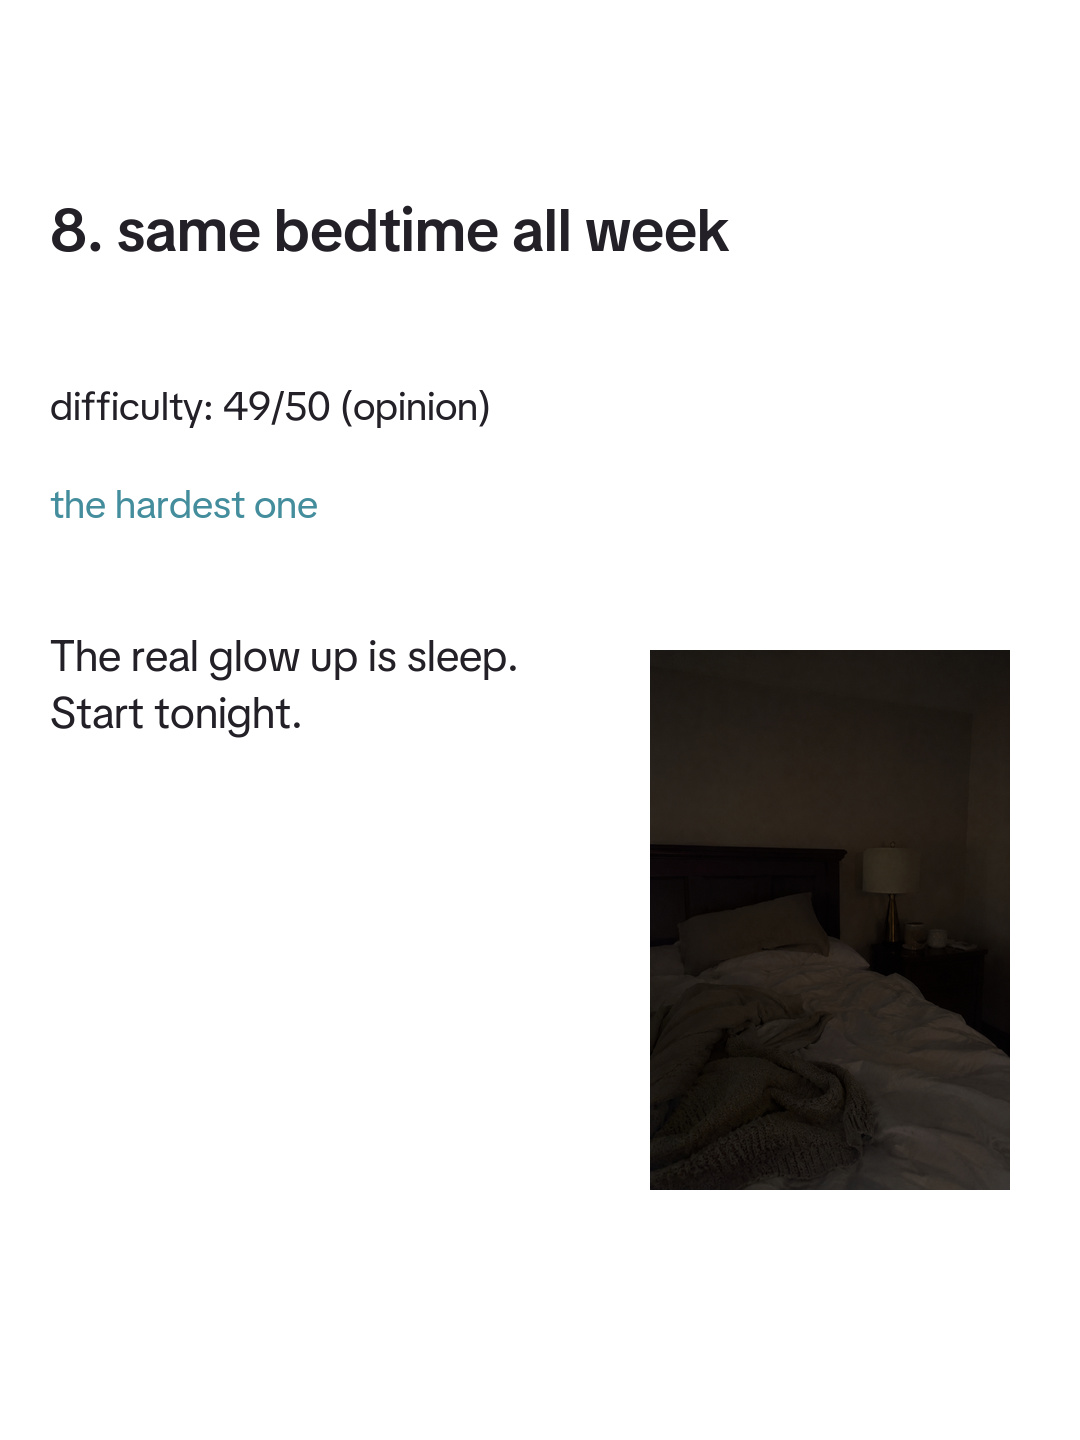 8. same bedtime all week
difficulty: 49/50 (opinion)
the hardest one
The real glow up is sleep.
Start tonight.